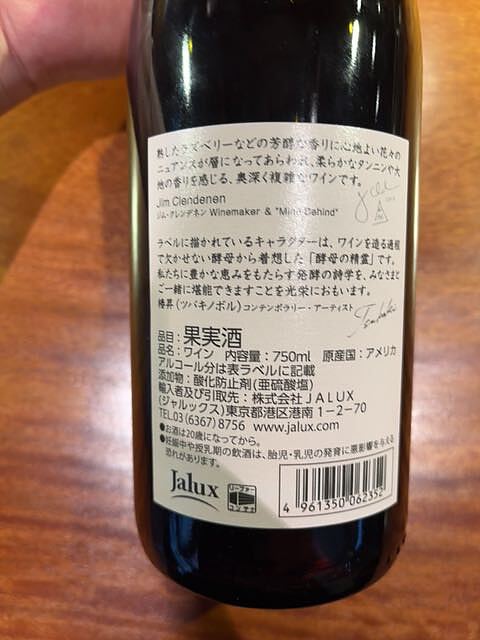 熟したラズベリーなどの芳醇な香りに心地よい花々の
ニュアンスが層になってあらわれ、柔らかなタンニンや大
地の香りを感じる、奥深く複雑なワインです。
Jim Clendenen
ジム・クレンデネン Winemaker & "Mind Behind"
ラベルに描かれているキャラクターは、ワインを造る過程
で欠かせない酵母から着想した「酵母の精霊」です。
私たちに豊かな恵みをもたらす発酵の詩学を、みなさまと
ご一緒に堪能できますことを光栄におもいます。
椿昇(ツバキノボル)コンテンポラリー・アーティスト
品目:果実酒
品名:ワイン 内容量:750ml 原産国:アメリカ
アルコール分は表ラベルに記載
添加物:酸化防止剤(亜硫酸塩)
輸入者及び引取先:株式会社JALUX
(ジャルックス)東京都港区港南1-2-70
TEL03(6367)8756 www.jalux.com
●お酒は20歳になってから。
●妊娠中や授乳期の飲酒は、胎児・乳児の発育に悪影響を与える
恐れがあります。
Jalux
リーファー
コンテナ
4 961350 062352